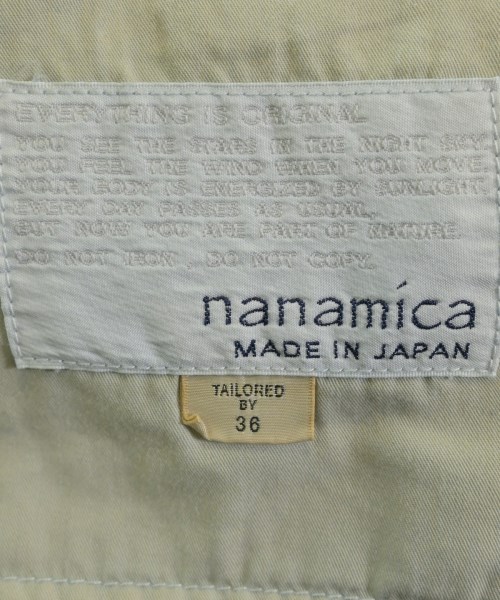 EVERYTHING IS ORIGINAL
YOU SEE THE STARS IN THE NIGHT SKY
YOU FEEL THE WIND WHEN YOU MOVE
YOUR BODY IS ENERGIZED BY SUNLIGHT
EVERY DAY PASSES AS USUAL,
BUT NOW YOU ARE PART OF NATURE.
DO NOT IRON, DO NOT COPY.
nanamica
MADE IN JAPAN
TAILORED
BY
36